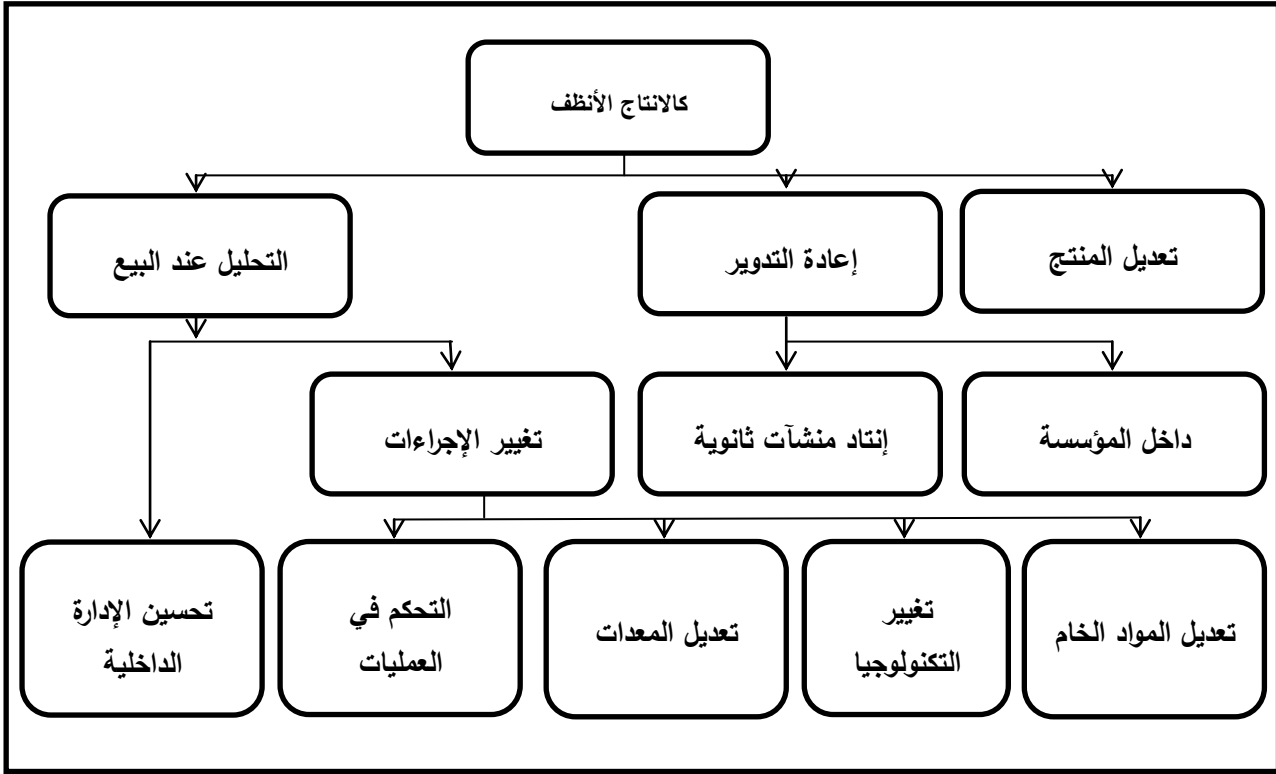 كالانتاج الأنظف
تعديل المنتج
إعادة التدوير
التحليل عند البيع
داخل المؤسسة
إنتاد منشآت ثانوية
تغيير الإجراءات
تعديل المواد الخام
تغيير
التكنولوجيا
تعديل المعدات
التحكم في
العمليات
تحسين الإدارة
الداخلية